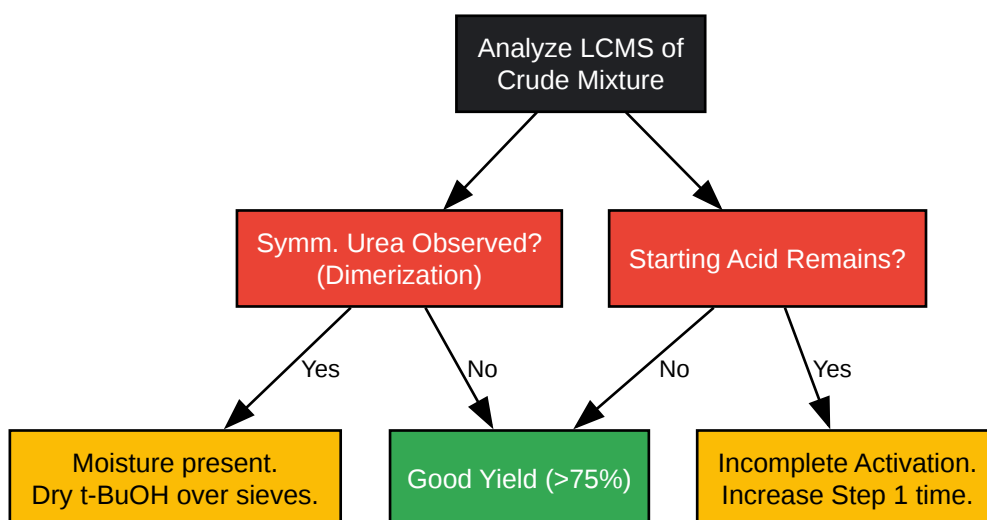 Analyze LCMS of
Crude Mixture
Symm. Urea Observed?
(Dimerization)
Starting Acid Remains?
Yes
No
No
Yes
Moisture present.
Dry t-BuOH over sieves.
Good Yield (>75%)
Incomplete Activation.
Increase Step 1 time.